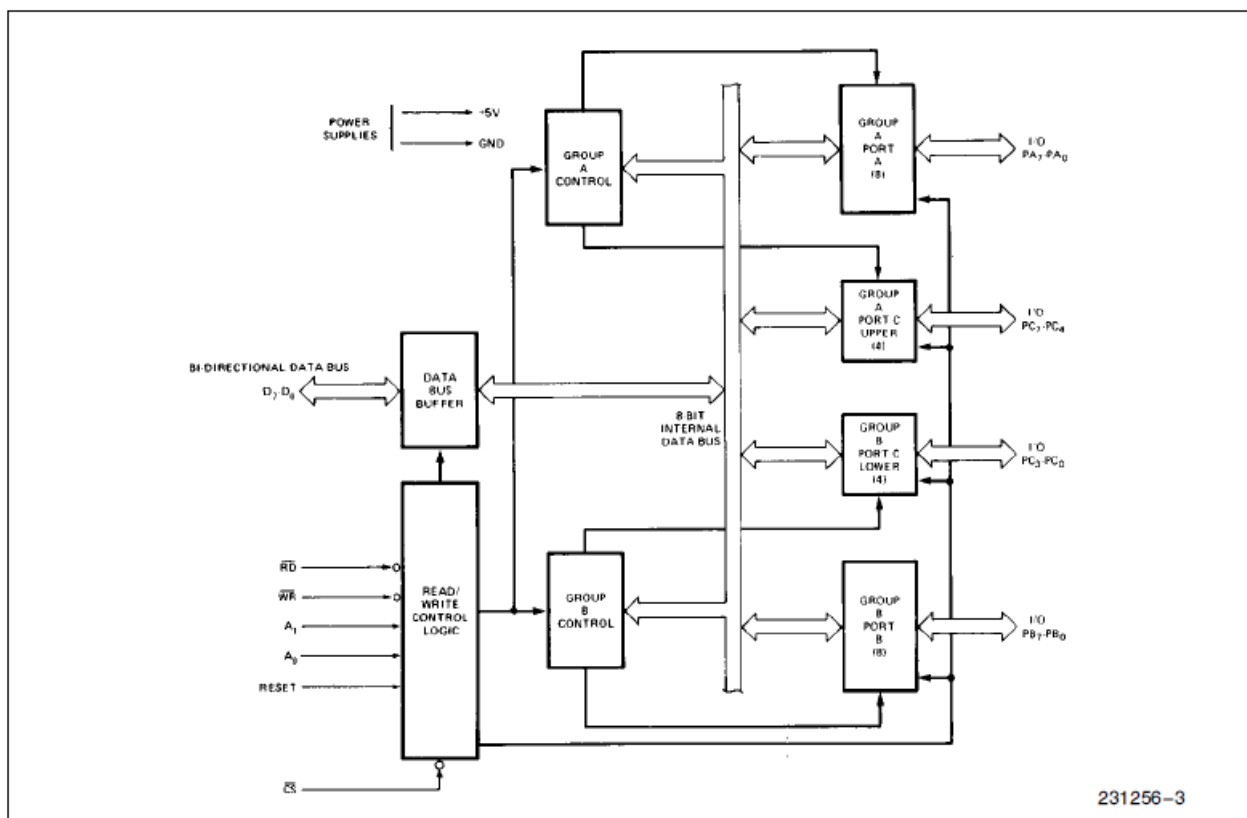 POWER
SUPPLIES
+5V
GND
GROUP
A
CONTROL
GROUP
A
PORT
A
(8)
I/O
PA7-PA0
GROUP
A
PORT C
UPPER
(4)
I/O
PC7-PC4
BI-DIRECTIONAL DATA BUS
D7-D0
DATA
BUS
BUFFER
8-BIT
INTERNAL
DATA BUS
GROUP
B
PORT C
LOWER
(4)
I/O
PC3-PC0
RD
WR
A1
A0
RESET
CS
READ/
WRITE
CONTROL
LOGIC
GROUP
B
CONTROL
GROUP
B
PORT
B
(8)
I/O
PB7-PB0
231256-3